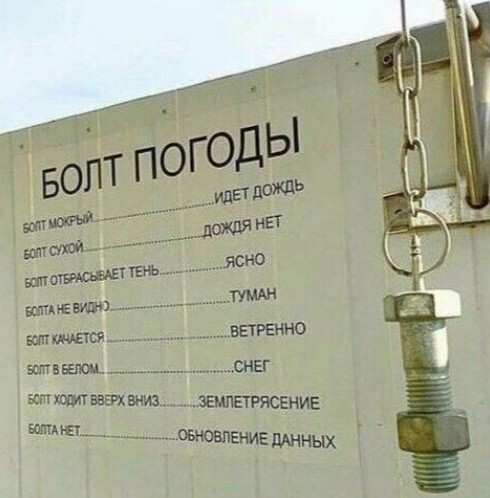 БОЛТ ПОГОДЫ
БОЛТ МОКРЫЙ..............................ИДЕТ ДОЖДЬ
БОЛТ СУХОЙ..............................ДОЖДЯ НЕТ
БОЛТ ОТБРАСЫВАЕТ ТЕНЬ.................ЯСНО
БОЛТА НЕ ВИДНО..............................ТУМАН
БОЛТ КАЧАЕТСЯ..............................ВЕТРЕННО
БОЛТ В БЕЛОМ..............................СНЕГ
БОЛТ ХОДИТ ВВЕРХ ВНИЗ..........ЗЕМЛЕТРЯСЕНИЕ
БОЛТА НЕТ..............................ОБНОВЛЕНИЕ ДАННЫХ